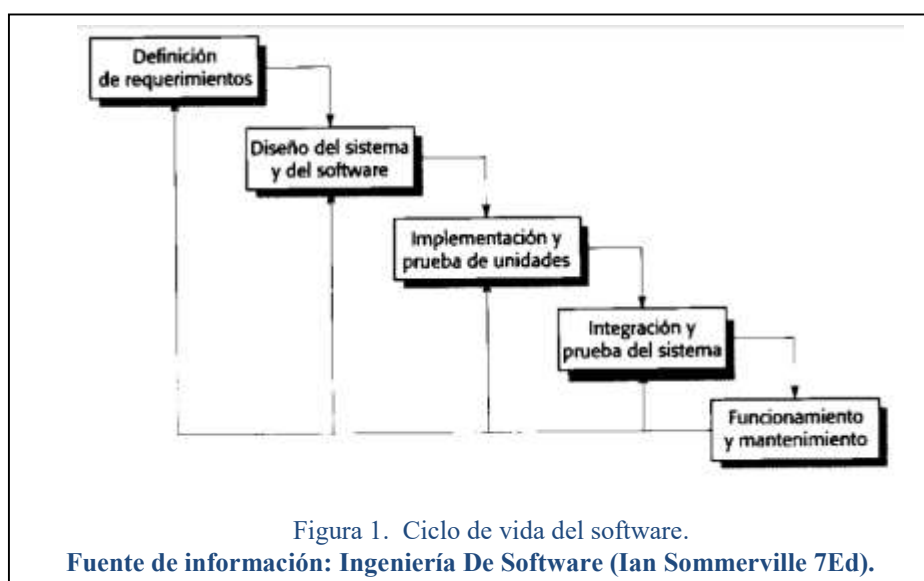 Definición
de requerimientos
Diseño del sistema
y del software
Implementación y
prueba de unidades
Integración y
prueba del sistema
Funcionamiento
y mantenimiento
Figura 1. Ciclo de vida del software.
Fuente de información: Ingeniería De Software (Ian Sommerville 7Ed).